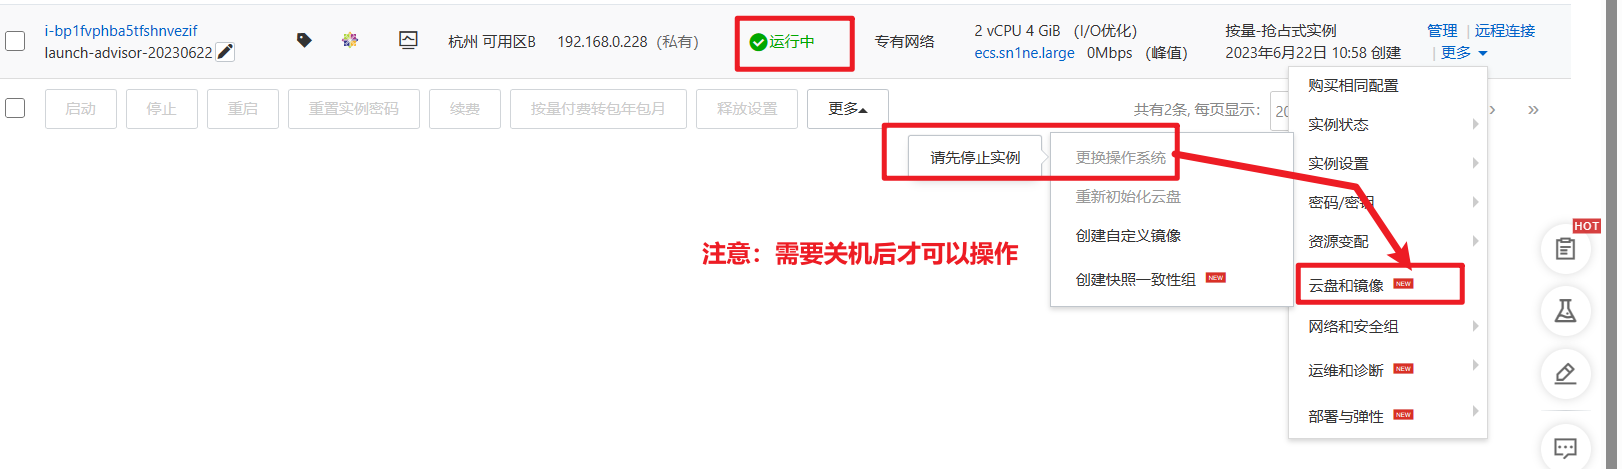 i-bp1fvphba5tfshnvezif
launch-advisor-20230622
杭州 可用区B
192.168.0.228（私有）
运行中
专有网络
2 vCPU 4 GiB （I/O优化）
ecs.sn1ne.large 0Mbps （峰值）
按量-抢占式实例
2023年6月22日 10:58 创建
管理 | 远程连接
| 更多
启动
停止
重启
重置实例密码
续费
按量付费转包年包月
释放设置
更多
共有2条, 每页显示：
20
›
»
购买相同配置
实例状态
实例设置
密码/密钥
资源变配
云盘和镜像 NEW
网络和安全组
运维和诊断 NEW
部署与弹性 NEW
请先停止实例
更换操作系统
重新初始化云盘
创建自定义镜像
创建快照一致性组 NEW
注意：需要关机后才可以操作
HOT